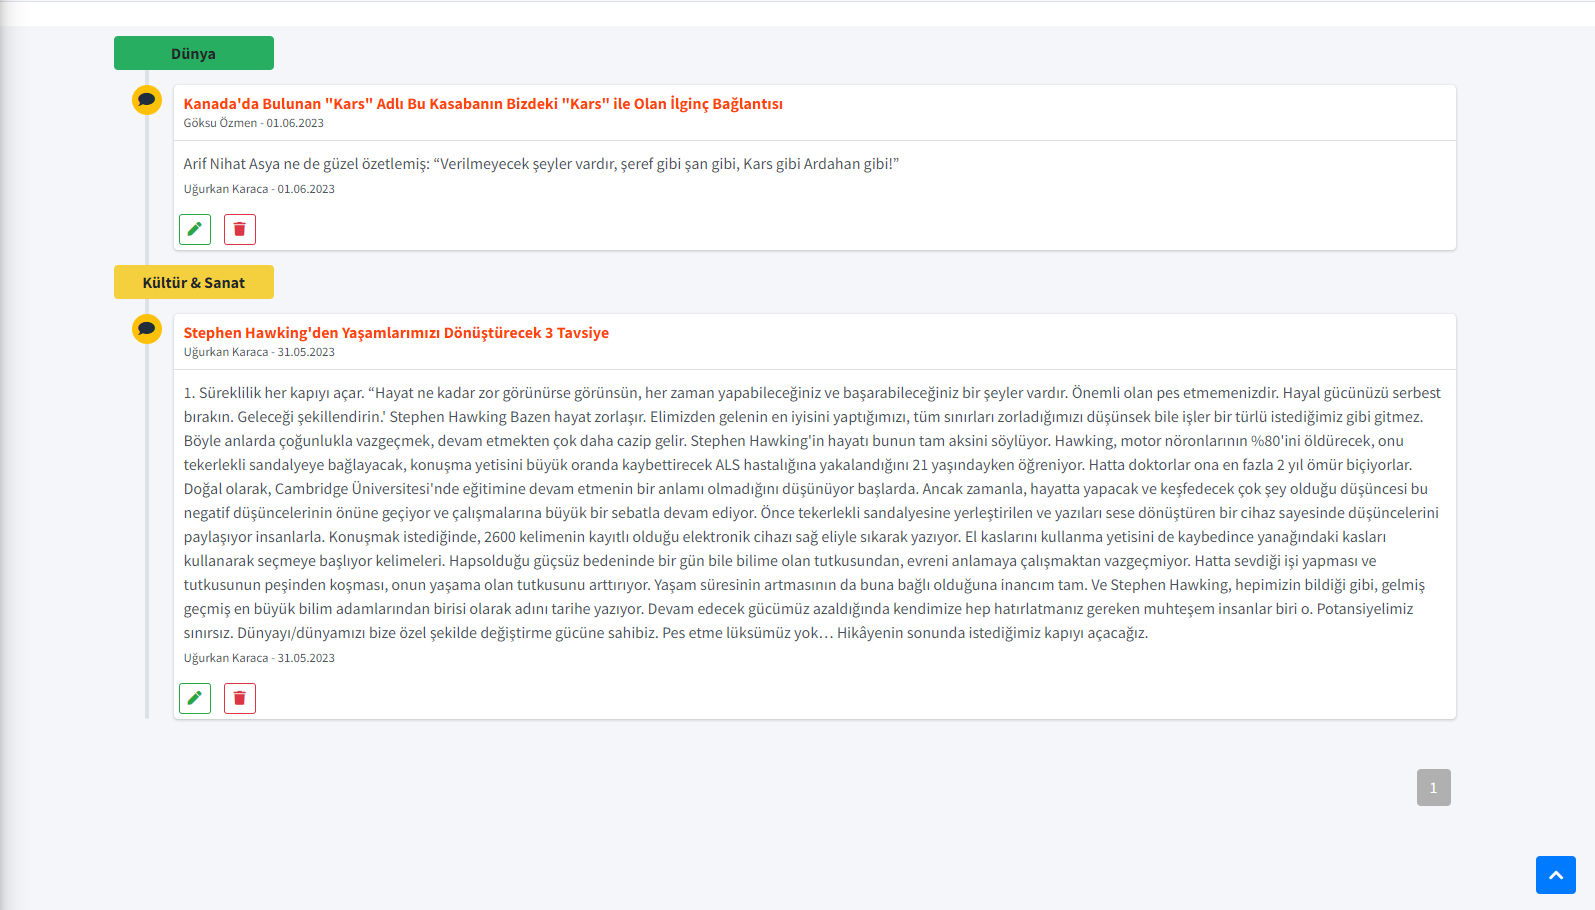 Dünya
Kanada'da Bulunan "Kars" Adlı Bu Kasabanın Bizdeki "Kars" ile Olan İlginç Bağlantısı
Göksu Özmen - 01.06.2023
Arif Nihat Asya ne de güzel özetlemiş: “Verilmeyecek şeyler vardır, şeref gibi şan gibi, Kars gibi Ardahan gibi!”
Uğurkan Karaca - 01.06.2023
Kültür & Sanat
Stephen Hawking'den Yaşamlarımızı Dönüştürecek 3 Tavsiye
Uğurkan Karaca - 31.05.2023
1. Süreklilik her kapıyı açar. “Hayat ne kadar zor görünürse görünsün, her zaman yapabileceğiniz ve başarabileceğiniz bir şeyler vardır. Önemli olan pes etmemenizdir. Hayal gücünüzü serbest
bırakın. Geleceği şekillendirin.' Stephen Hawking Bazen hayat zorlaşır. Elimizden gelenin en iyisini yaptığımızı, tüm sınırları zorladığımızı düşünsek bile işler bir türlü istediğimiz gibi gitmez.
Böyle anlarda çoğunlukla vazgeçmek, devam etmekten çok daha cazip gelir. Stephen Hawking'in hayatı bunun tam aksini söylüyor. Hawking, motor nöronlarının %80'ini öldürecek, onu
tekerlekli sandalyeye bağlayacak, konuşma yetisini büyük oranda kaybettirecek ALS hastalığına yakalandığını 21 yaşındayken öğreniyor. Hatta doktorlar ona en fazla 2 yıl ömür biçiyorlar.
Doğal olarak, Cambridge Üniversitesi'nde eğitimine devam etmenin bir anlamı olmadığını düşünüyor başlarda. Ancak zamanla, hayatta yapacak ve keşfedecek çok şey olduğu düşüncesi bu
negatif düşüncelerinin önüne geçiyor ve çalışmalarına büyük bir sebatla devam ediyor. Önce tekerlekli sandalyesine yerleştirilen ve yazıları sese dönüştüren bir cihaz sayesinde düşüncelerini
paylaşıyor insanlarla. Konuşmak istediğinde, 2600 kelimenin kayıtlı olduğu elektronik cihazı sağ eliyle sıkarak yazıyor. El kaslarını kullanma yetisini de kaybedince yanağındaki kasları
kullanarak seçmeye başlıyor kelimeleri. Hapsolduğu güçsüz bedeninde bir gün bile bilime olan tutkusundan, evreni anlamaya çalışmaktan vazgeçmiyor. Hatta sevdiği işi yapması ve
tutkusunun peşinden koşması, onun yaşama olan tutkusunu arttırıyor. Yaşam süresinin artmasının da buna bağlı olduğuna inancım tam. Ve Stephen Hawking, hepimizin bildiği gibi, gelmiş
geçmiş en büyük bilim adamlarından birisi olarak adını tarihe yazıyor. Devam edecek gücümüz azaldığında kendimize hep hatırlatmanız gereken muhteşem insanlar biri o. Potansiyelimiz
sınırsız. Dünyayı/dünyamızı bize özel şekilde değiştirme gücüne sahibiz. Pes etme lüksümüz yok… Hikâyenin sonunda istediğimiz kapıyı açacağız.
Uğurkan Karaca - 31.05.2023
1